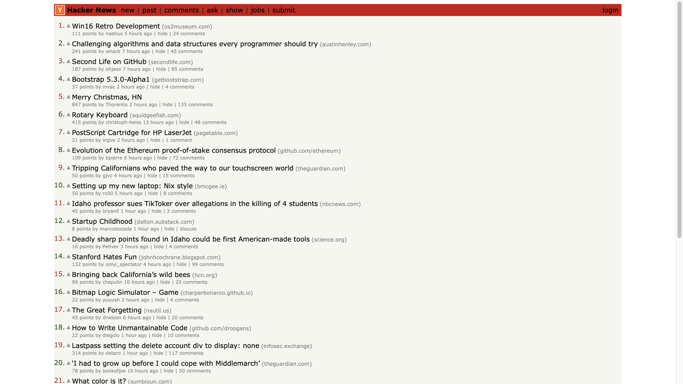 Y Hacker News new | past | comments | ask | show | jobs | submit login
1. Win16 Retro Development (os2museum.com)
111 points by naetius 5 hours ago | hide | 24 comments
2. Challenging algorithms and data structures every programmer should try (austinhenley.com)
241 points by whack 7 hours ago | hide | 45 comments
3. Second Life on GitHub (secondlife.com)
187 points by ohjeez 7 hours ago | hide | 85 comments
4. Bootstrap 5.3.0-Alpha1 (getbootstrap.com)
37 points by mvac 2 hours ago | hide | 4 comments
5. Merry Christmas, HN
847 points by Thorentis 2 hours ago | hide | 135 comments
6. Rotary Keyboard (squidgeefish.com)
415 points by christoph-heiss 13 hours ago | hide | 48 comments
7. PostScript Cartridge for HP LaserJet (pagetable.com)
21 points by ingve 2 hours ago | hide | 1 comment
8. Evolution of the Ethereum proof-of-stake consensus protocol (github.com/ethereum)
109 points by bpierre 6 hours ago | hide | 72 comments
9. Tripping Californians who paved the way to our touchscreen world (theguardian.com)
50 points by gjvc 4 hours ago | hide | 15 comments
10. Setting up my new laptop: Nix style (bmcgee.ie)
50 points by rc00 5 hours ago | hide | 8 comments
11. Idaho professor sues TikToker over allegations in the killing of 4 students (nbcnews.com)
45 points by bryan0 1 hour ago | hide | 2 comments
12. Startup Childhood (dalton.substack.com)
8 points by marcoslozada 1 hour ago | hide | discuss
13. Deadly sharp points found in Idaho could be first American-made tools (science.org)
16 points by Petiver 3 hours ago | hide | 4 comments
14. Stanford Hates Fun (johnhcochrane.blogspot.com)
132 points by only_spectator 4 hours ago | hide | 99 comments
15. Bringing back California's wild bees (hcn.org)
99 points by chapulin 10 hours ago | hide | 25 comments
16. Bitmap Logic Simulator – Game (charperbonaroo.github.io)
22 points by puuush 2 hours ago | hide | 4 comments
17. The Great Forgetting (nautil.us)
45 points by dnetesn 6 hours ago | hide | 20 comments
18. How to Write Unmaintainable Code (github.com/droogans)
22 points by diegolo 1 hour ago | hide | 10 comments
19. Lastpass setting the delete account div to display: none (infosec.exchange)
314 points by detaro 1 hour ago | hide | 117 comments
20. 'I had to grow up before I could cope with Middlemarch' (theguardian.com)
78 points by bookofjoe 10 hours ago | hide | 50 comments
21. What color is it? (aumbioun.com)